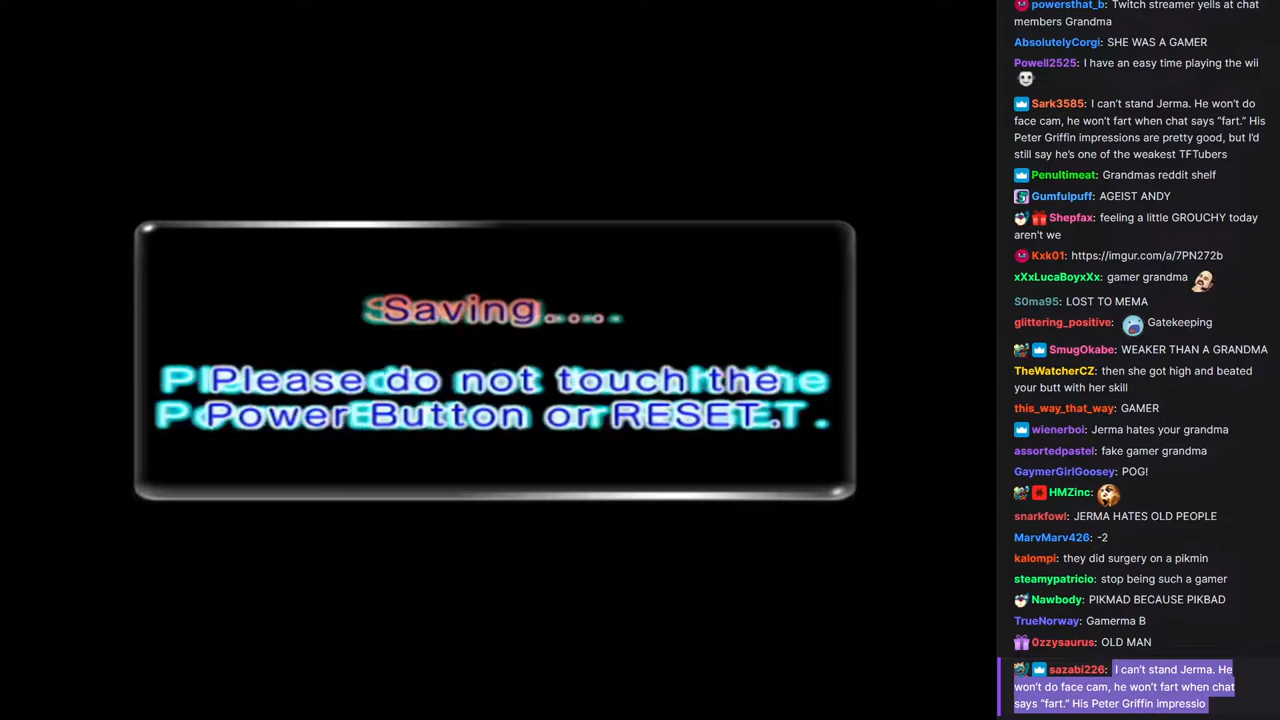 Saving....
Please do not touch the
Power Button or RESET.
powersthat_b: Twitch streamer yells at chat
members Grandma
AbsolutelyCorgi: SHE WAS A GAMER
Powell2525: I have an easy time playing the wii
Sark3585: I can't stand Jerma. He won't do
face cam, he won't fart when chat says “fart.” His
Peter Griffin impressions are pretty good, but I'd
still say he's one of the weakest TFTubers
Penultimeat: Grandmas reddit shelf
Gumfulpuff: AGEIST ANDY
Shepfax: feeling a little GROUCHY today
aren't we
Kxk01: https://imgur.com/a/7PN272b
xXxLucaBoyxXx: gamer grandma
S0ma95: LOST TO MEMA
glittering_positive: Gatekeeping
SmugOkabe: WEAKER THAN A GRANDMA
TheWatcherCZ: then she got high and beated
your butt with her skill
this_way_that_way: GAMER
wienerboi: Jerma hates your grandma
assortedpastel: fake gamer grandma
GaymerGirlGoosey: POG!
HMZinc:
snarkfowl: JERMA HATES OLD PEOPLE
MarvMarv426: -2
kalompi: they did surgery on a pikmin
steamypatricio: stop being such a gamer
Nawbody: PIKMAD BECAUSE PIKBAD
TrueNorway: Gamerma B
0zzysaurus: OLD MAN
sazabi226: I can't stand Jerma. He
won't do face cam, he won't fart when chat
says “fart.” His Peter Griffin impressio